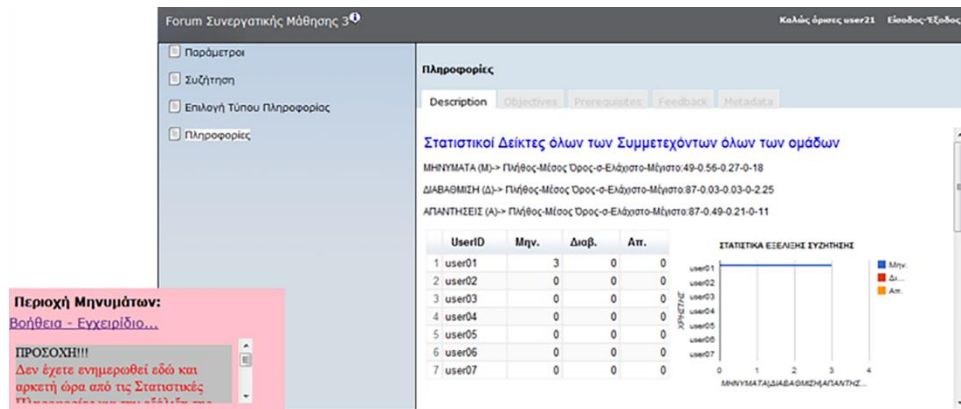 Forum Συνεργατικής Μάθησης 3
Καλώς όρισες user21 Είσοδος-Έξοδος
Παράμετροι
Συζήτηση
Επιλογή Τύπου Πληροφορίας
Πληροφορίες
Πληροφορίες
Description Objectives Prerequisites Feedback Metadata
Στατιστικοί Δείκτες όλων των Συμμετεχόντων όλων των ομάδων
ΜΗΝΥΜΑΤΑ (Μ)-> Πλήθος-Μέσος Όρος-σ-Ελάχιστο-Μέγιστο:49-0.56-0.27-0-18
ΔΙΑΒΑΘΜΙΣΗ (Δ)-> Πλήθος-Μέσος Όρος-σ-Ελάχιστο-Μέγιστο:87-0.03-0.03-0-2.25
ΑΠΑΝΤΗΣΕΙΣ (Α)-> Πλήθος-Μέσος Όρος-σ-Ελάχιστο-Μέγιστο:87-0.49-0.21-0-11
UserID Μην. Διαβ. Απ.
1 user01 3 0 0
2 user02 0 0 0
3 user03 0 0 0
4 user04 0 0 0
5 user05 0 0 0
6 user06 0 0 0
7 user07 0 0 0
ΣΤΑΤΙΣΤΙΚΑ ΕΞΕΛΙΞΗΣ ΣΥΖΗΤΗΣΗΣ
ΧΡΗΣΤΗΣ
user01
user02
user03
user04
user05
user06
user07
0 1 2 3 4
ΜΗΝΥΜΑΤΑ|ΔΙΑΒΑΘΜΙΣΗ|ΑΠΑΝΤΗΣ...
Μην.
Δι...
Απ.
Περιοχή Μηνυμάτων:
Βοήθεια - Εγχειρίδιο...
ΠΡΟΣΟΧΗ!!!
Δεν έχετε ενημερωθεί εδώ και
αρκετή ώρα από τις Στατιστικές